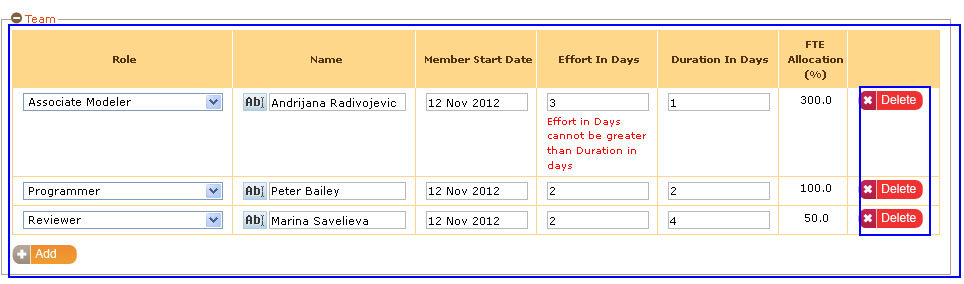 Team
Role Name Member Start Date Effort In Days Duration In Days FTE
Allocation
(%)
Associate Modeler AbI Andrijana Radivojevic 12 Nov 2012 3 1 300.0 Delete
Effort in Days
cannot be greater
than Duration in
days
Programmer AbI Peter Bailey 12 Nov 2012 2 2 100.0 Delete
Reviewer AbI Marina Savelieva 12 Nov 2012 2 4 50.0 Delete
Add